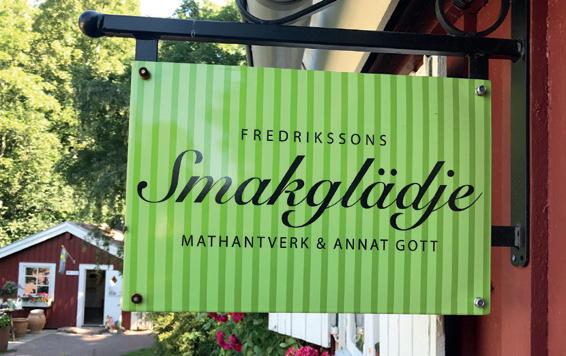 FREDRIKSSONS
Smakglädje
MATHANTVERK & ANNAT GOTT